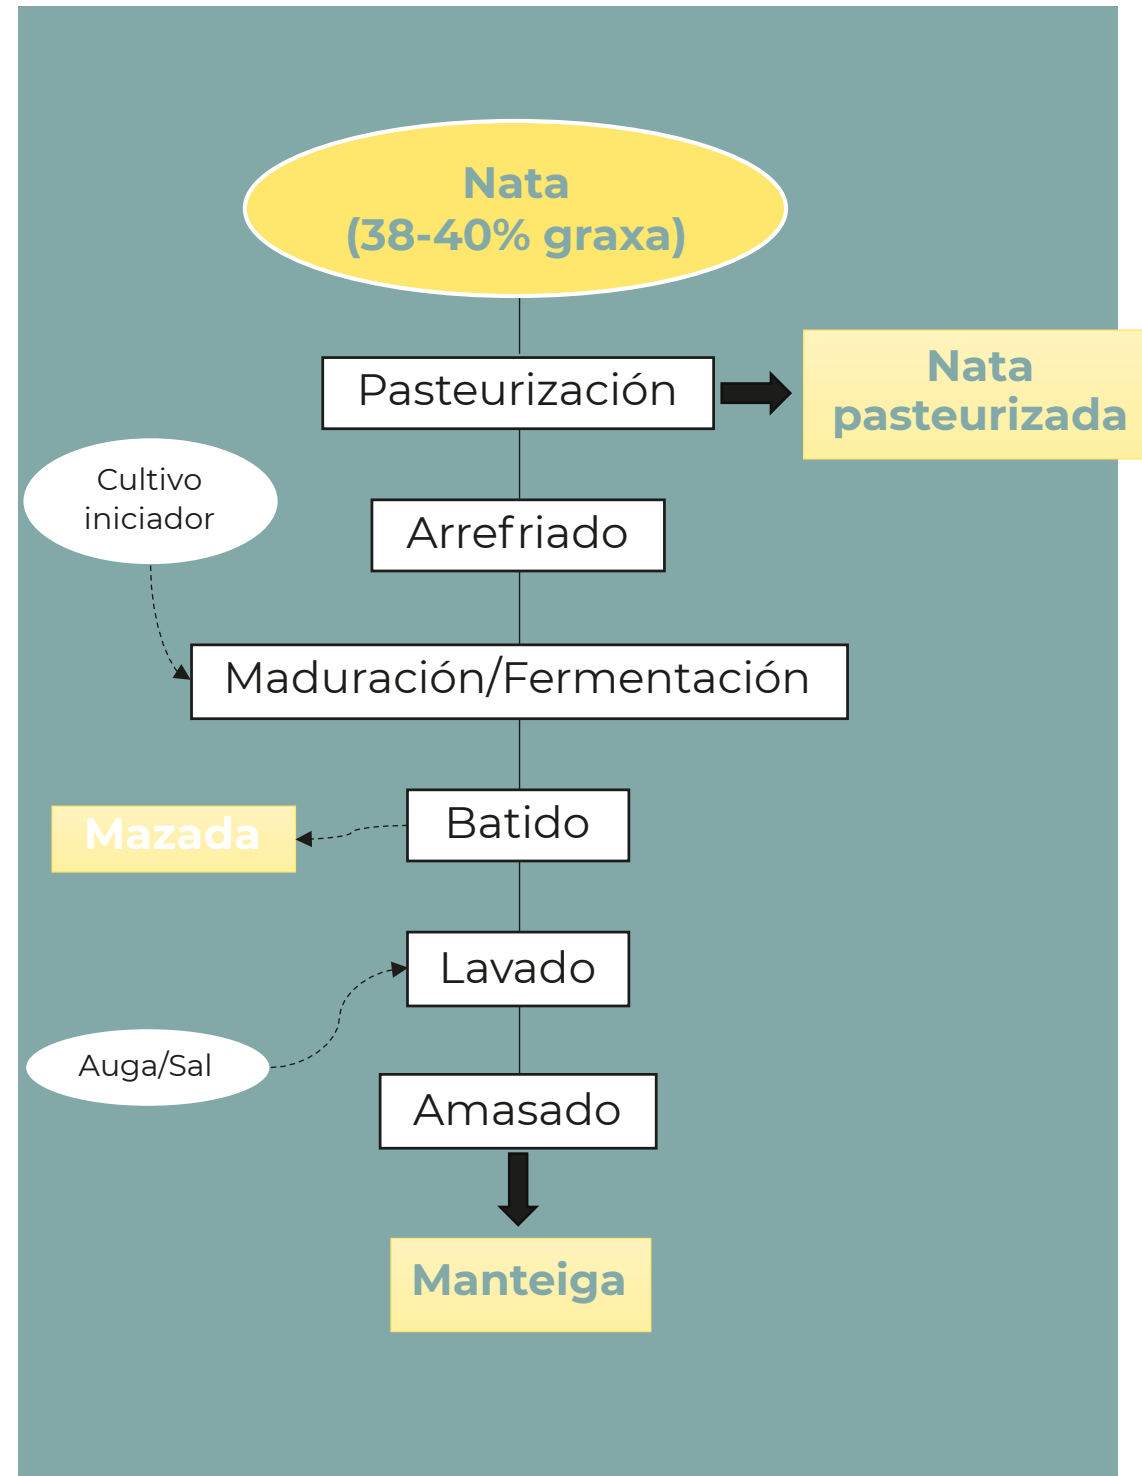 Nata
(38-40% graxa)
Pasteurización
Nata
pasteurizada
Cultivo
iniciador
Arrefriado
Maduración/Fermentación
Batido
Mazada
Lavado
Auga/Sal
Amasado
Manteiga